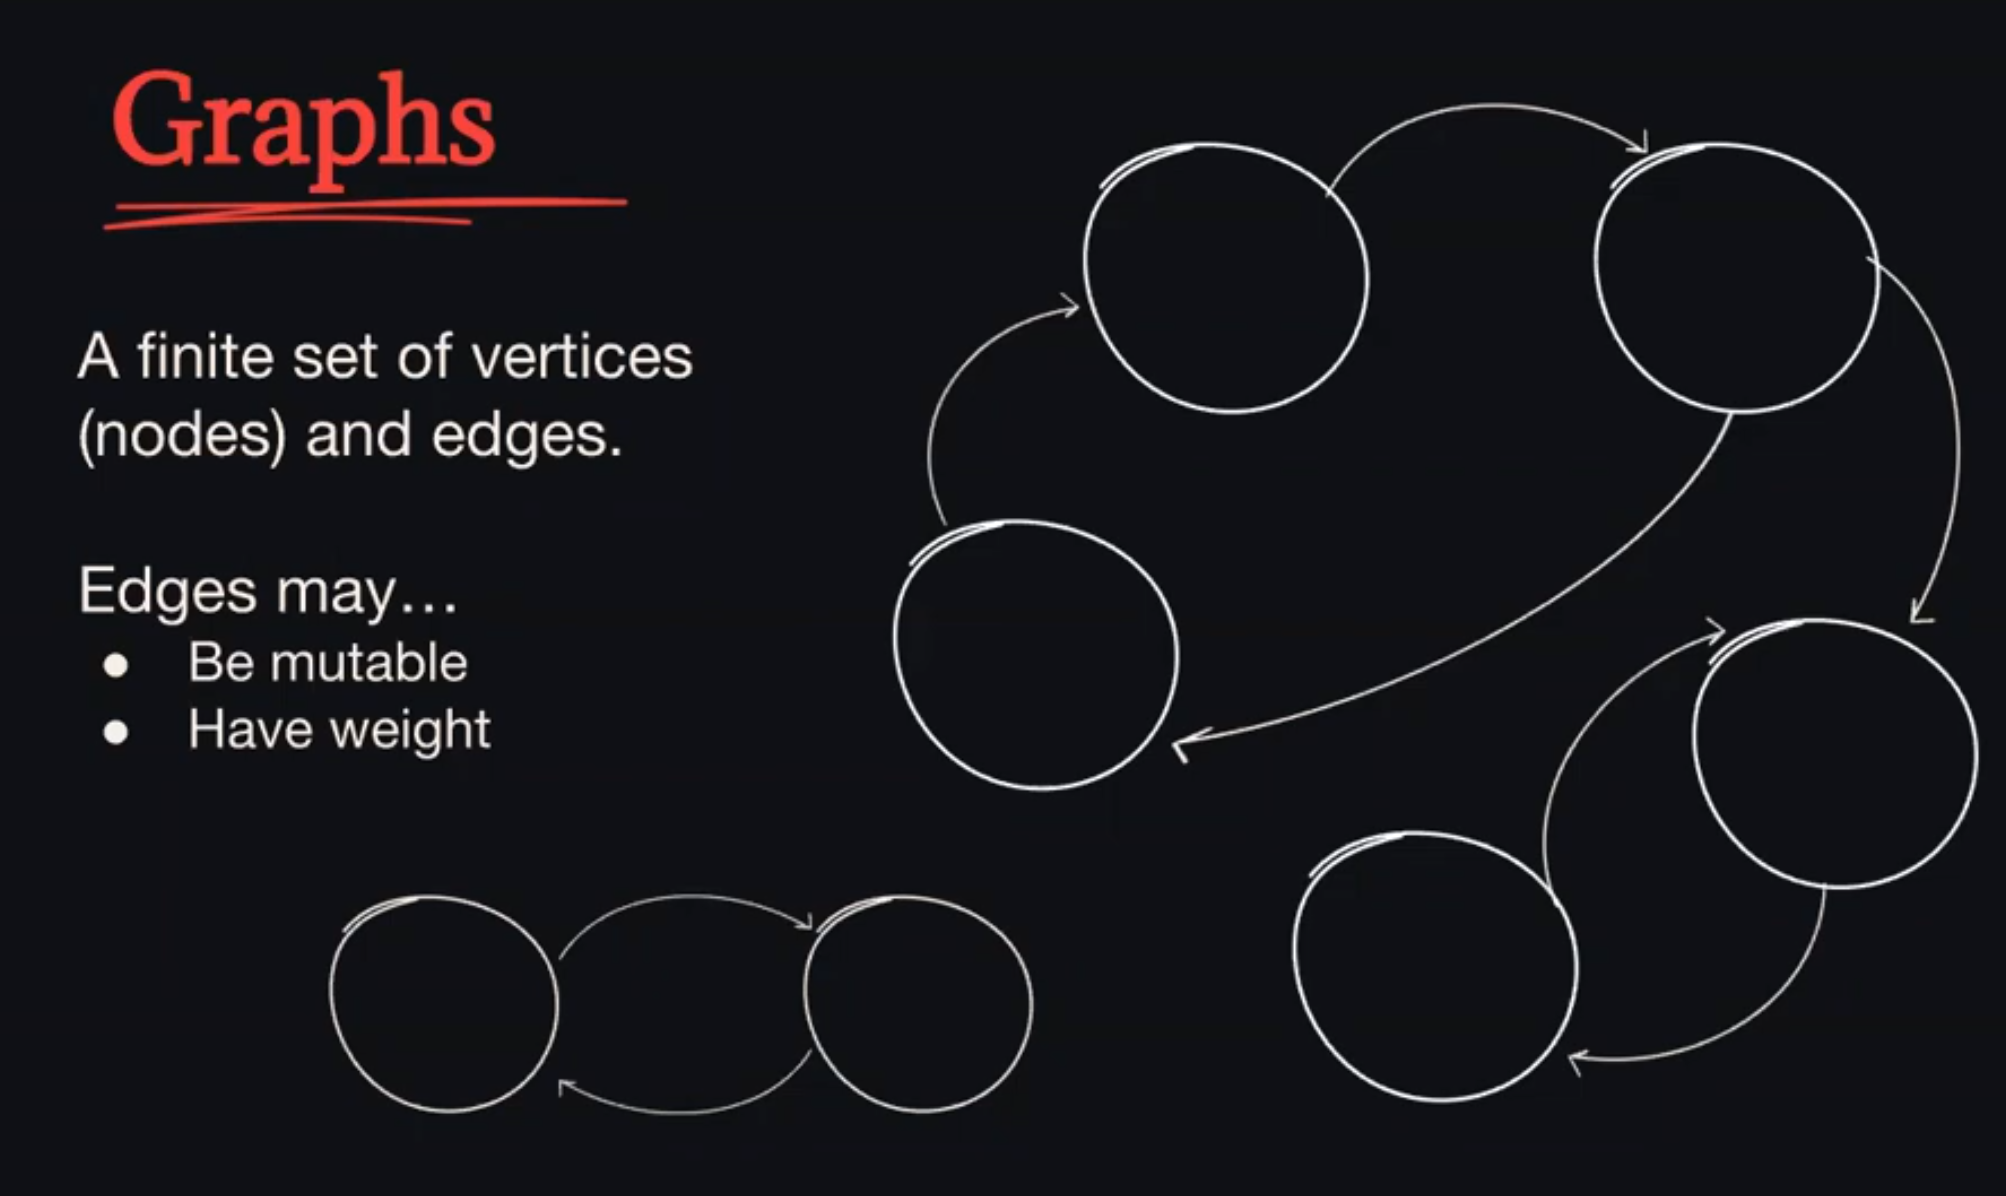 Graphs
A finite set of vertices
(nodes) and edges.
Edges may...
● Be mutable
● Have weight